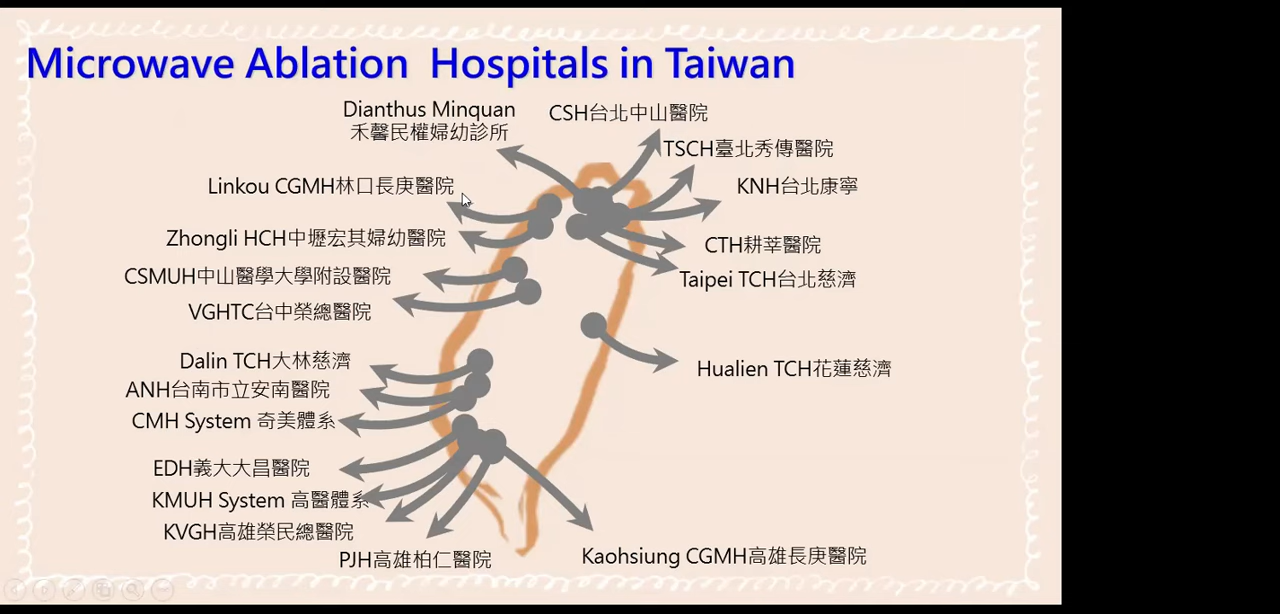 Microwave Ablation Hospitals in Taiwan
Dianthus Minquan
禾馨民權婦幼診所
CSH台北中山醫院
TSCH臺北秀傳醫院
Linkou CGMH林口長庚醫院
KNH台北康寧
Zhongli HCH中壢宏其婦幼醫院
CTH耕莘醫院
CSMUH中山醫學大學附設醫院
Taipei TCH台北慈濟
VGHTC台中榮總醫院
Dalin TCH大林慈濟
Hualien TCH花蓮慈濟
ANH台南市立安南醫院
CMH System 奇美體系
EDH義大大昌醫院
KMUH System 高醫體系
KVGH高雄榮民總醫院
PJH高雄柏仁醫院
Kaohsiung CGMH高雄長庚醫院